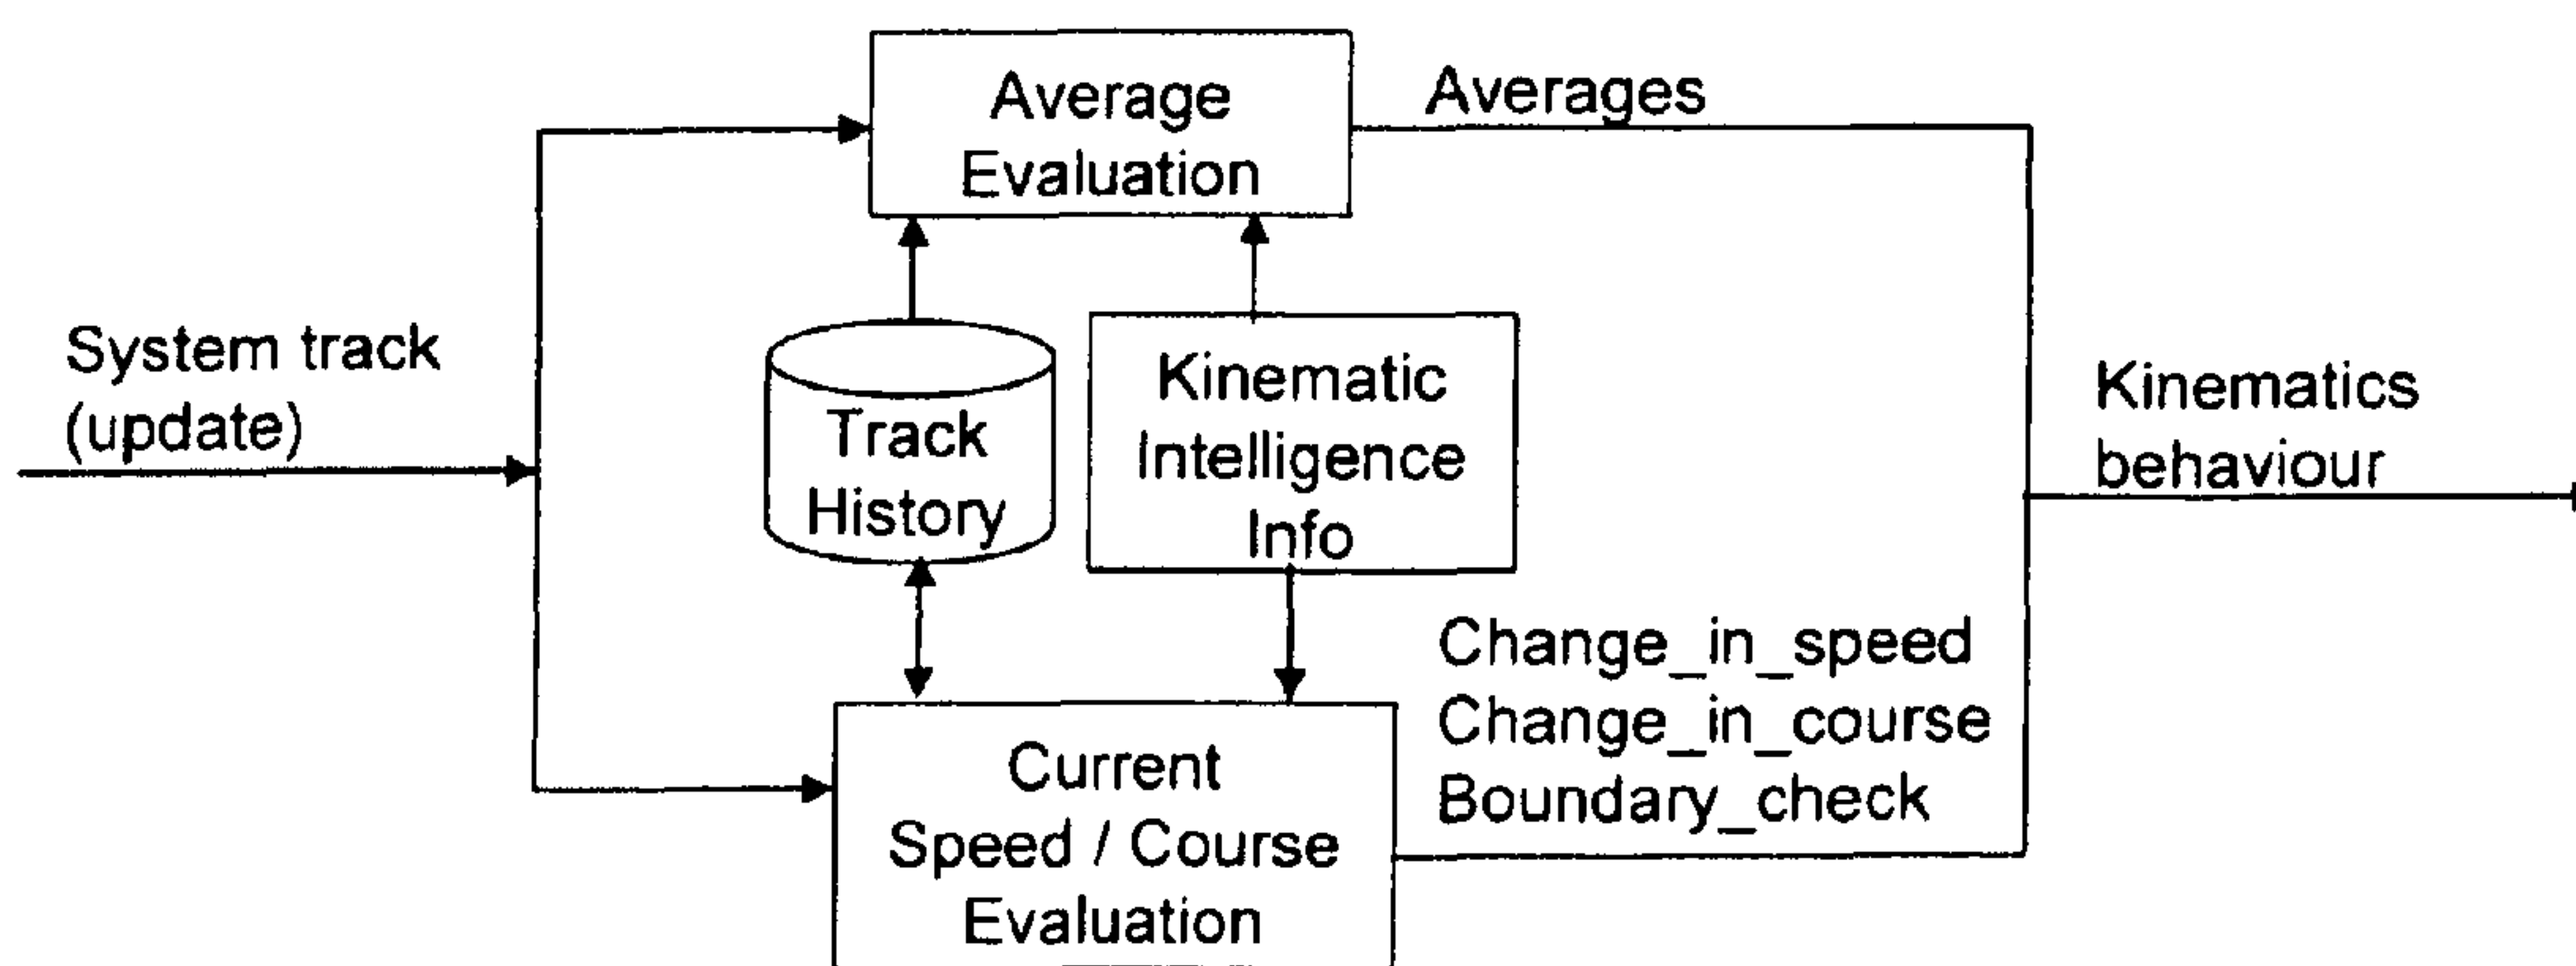 Average
Evaluation
Averages
System track
(update)
Track
History
Kinematic
Intelligence
Info
Kinematics
behaviour
Change_in_speed
Change_in_course
Boundary_check
Current
Speed / Course
Evaluation